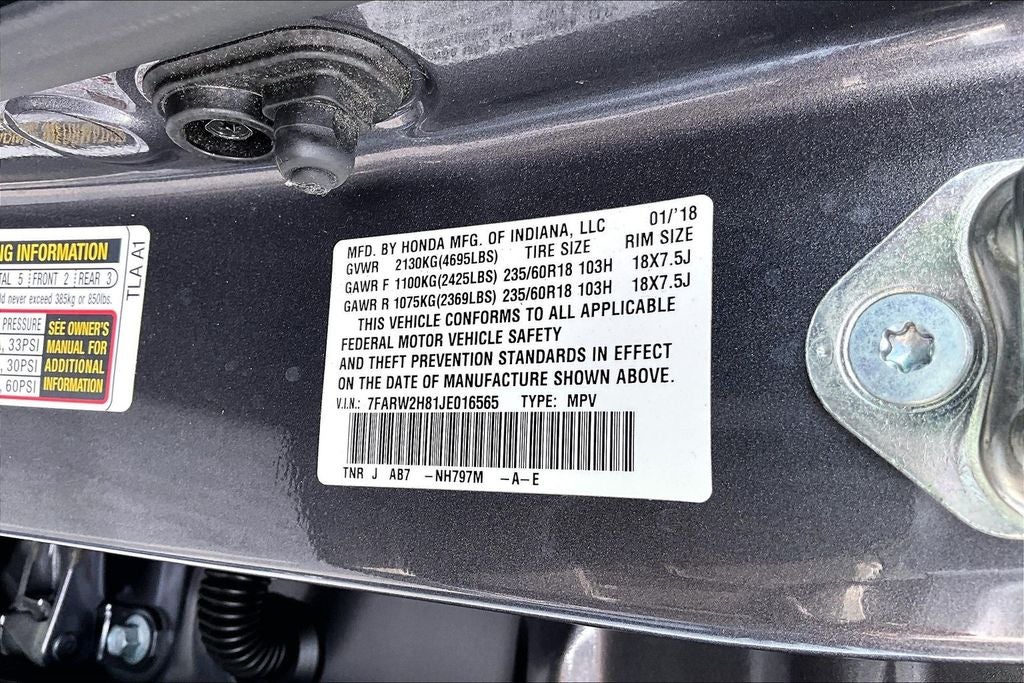 NG INFORMATION
TAL 5 FRONT 2 REAR 3
ld never exceed 385kg or 850lbs.
PRESSURE
, 33PSI
, 30PSI
, 60PSI
SEE OWNER'S
MANUAL FOR
ADDITIONAL
INFORMATION
TLA A1
MFD. BY HONDA MFG. OF INDIANA, LLC 01/'18
GVWR 2130KG(4695LBS) TIRE SIZE RIM SIZE
GAWR F 1100KG(2425LBS) 235/60R18 103H 18X7.5J
GAWR R 1075KG(2369LBS) 235/60R18 103H 18X7.5J
THIS VEHICLE CONFORMS TO ALL APPLICABLE
FEDERAL MOTOR VEHICLE SAFETY
AND THEFT PREVENTION STANDARDS IN EFFECT
ON THE DATE OF MANUFACTURE SHOWN ABOVE.
V.I.N.: 7FARW2H81JE016565 TYPE: MPV
TNR J AB7 -NH797M -A-E